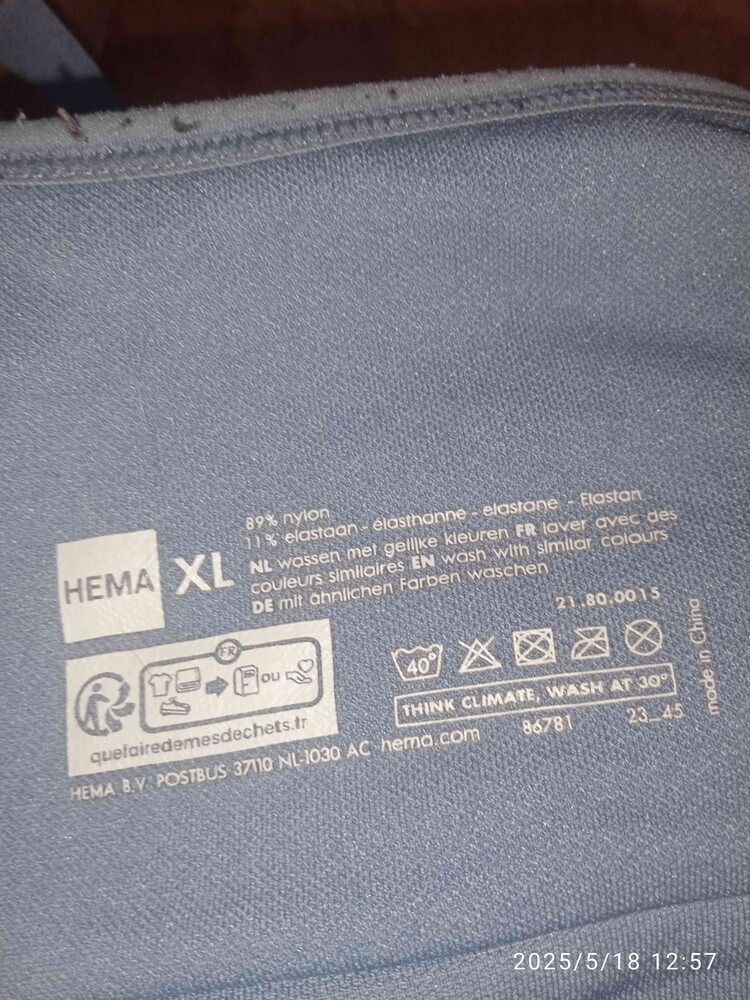 HEMA
XL
89% nylon
11% elastaan - élasthanne - elastane - Elastan
NL wassen met gelijke kleuren FR laver avec des
couleurs similaires EN wash with similar colours
DE mit ähnlichen Farben waschen
21.80.0015
40°
THINK CLIMATE, WASH AT 30°
made in China
FR
OU
quefairedemesdechets.fr
HEMA B.V. POSTBUS 37110 NL-1030 AC hema.com 86781 23_45
2025/5/18 12:57